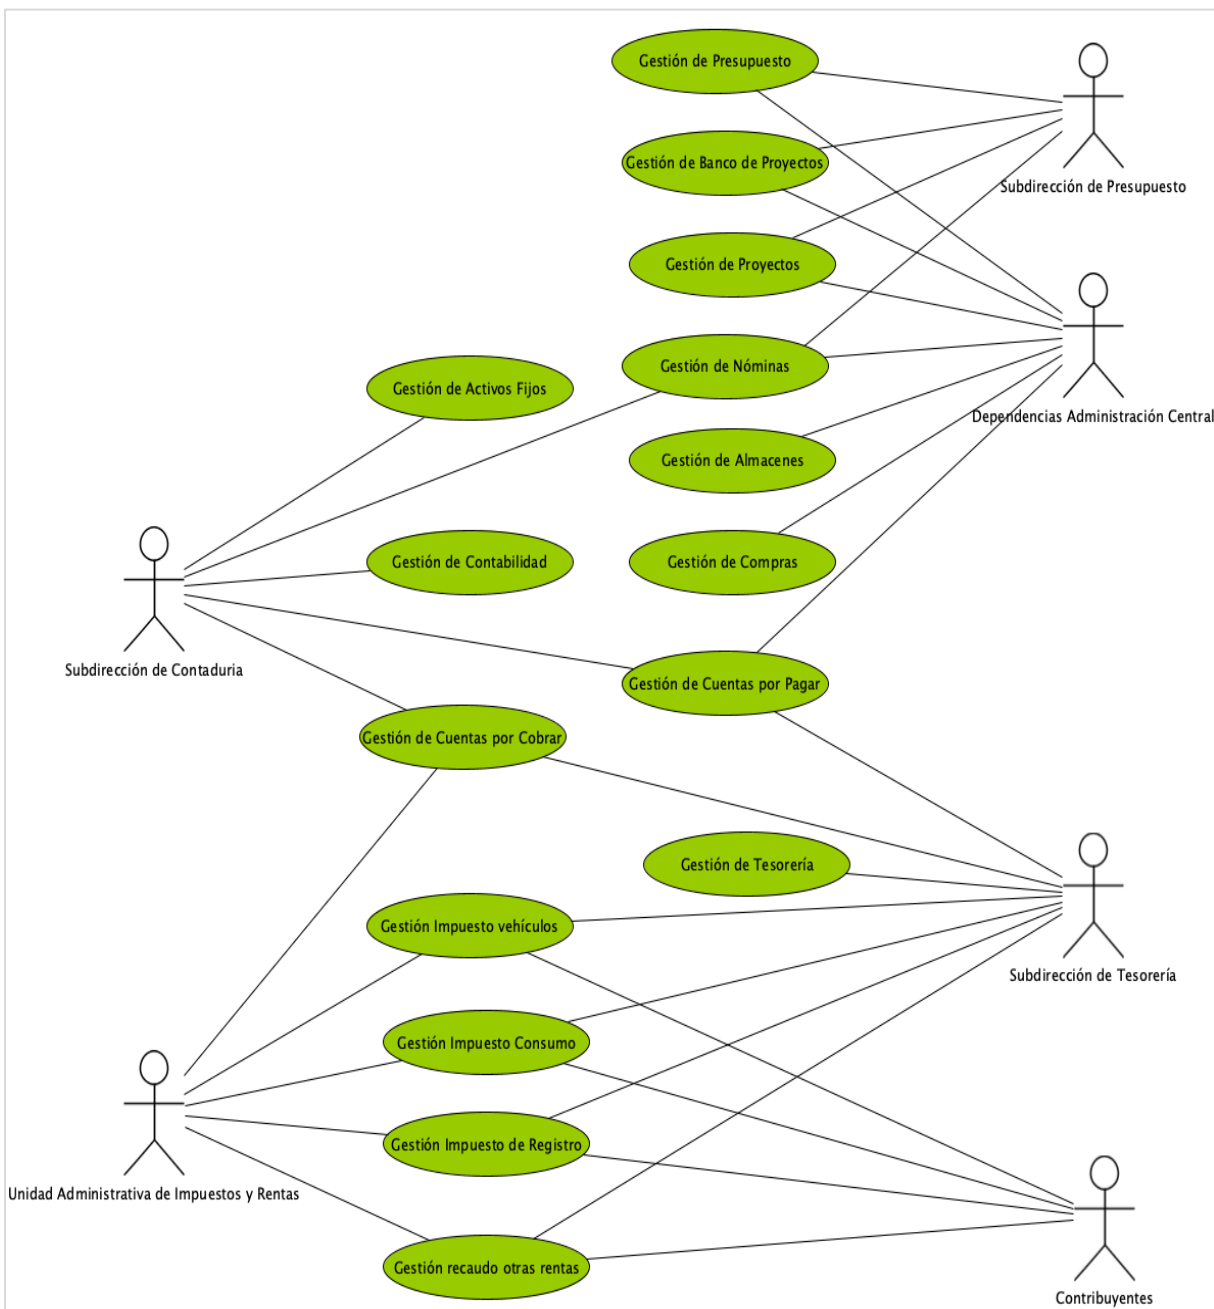 Gestión de Presupuesto
Gestión de Banco de Proyectos
Subdirección de Presupuesto
Gestión de Proyectos
Gestión de Nóminas
Gestión de Activos Fijos
Dependencias Administración Central
Gestión de Almacenes
Gestión de Contabilidad
Gestión de Compras
Subdirección de Contaduria
Gestión de Cuentas por Pagar
Gestión de Cuentas por Cobrar
Gestión de Tesorería
Gestión Impuesto vehículos
Subdirección de Tesorería
Gestión Impuesto Consumo
Gestión Impuesto de Registro
Unidad Administrativa de Impuestos y Rentas
Gestión recaudo otras rentas
Contribuyentes